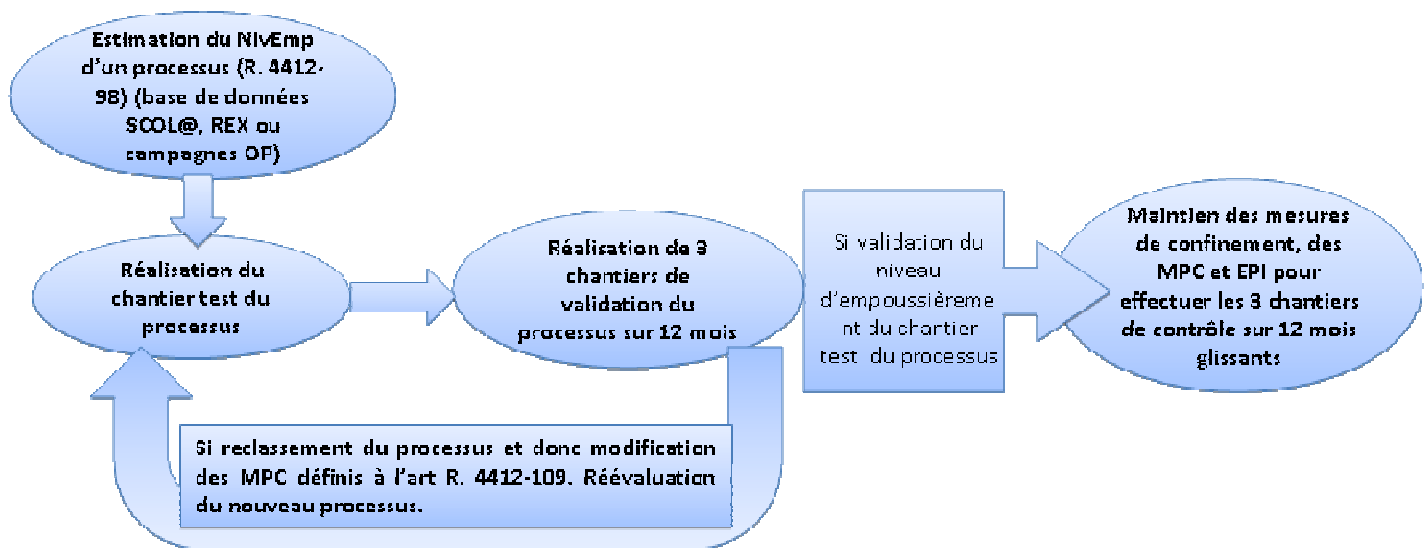 Estimation du NivEmp
d'un processus (R. 4412-
98) (base de données
SCOL@, REX ou
campagnes OP)
Réalisation du
chantier test du
processus
Réalisation de 3
chantiers de
validation du
processus sur 12 mois
Si validation du
niveau
d'empoussièreme
nt du chartier
test du processus
Maintien des mesures
de confinement, des
MPC et EPI pour
effectuer les 3 chantiers
de contrôle sur 12 mois
glissants
Si reclassement du processus et donc modification
des MPC définis à l'art R. 4412-109. Réévaluation
du nouveau processus.